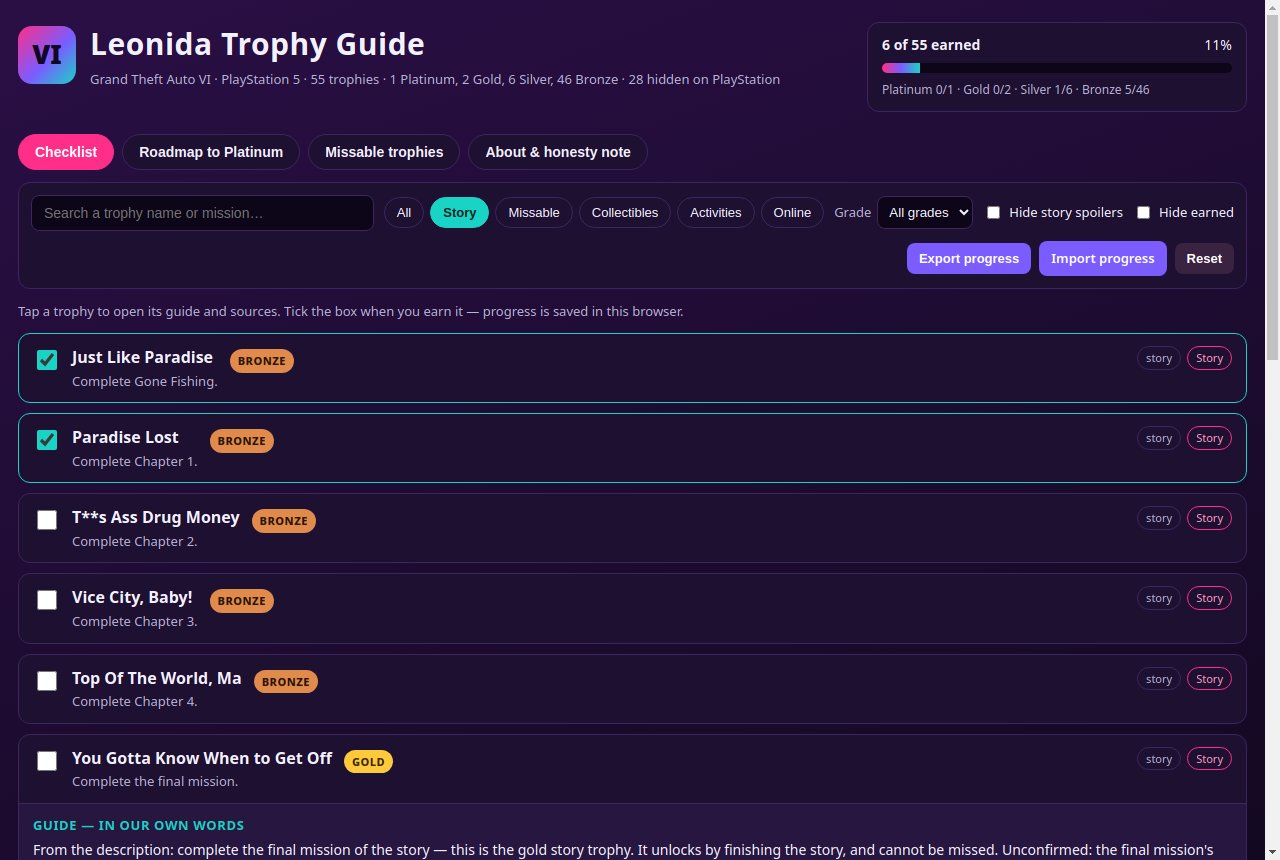 VI
Leonida Trophy Guide
Grand Theft Auto VI · PlayStation 5 · 55 trophies · 1 Platinum, 2 Gold, 6 Silver, 46 Bronze · 28 hidden on PlayStation
6 of 55 earned 11%
Platinum 0/1 · Gold 0/2 · Silver 1/6 · Bronze 5/46
Checklist Roadmap to Platinum Missable trophies About & honesty note
Search a trophy name or mission… All Story Missable Collectibles Activities Online Grade All grades Hide story spoilers Hide earned
Export progress Import progress Reset
Tap a trophy to open its guide and sources. Tick the box when you earn it — progress is saved in this browser.
Just Like Paradise BRONZE story Story
Complete Gone Fishing.
Paradise Lost BRONZE story Story
Complete Chapter 1.
T**s Ass Drug Money BRONZE story Story
Complete Chapter 2.
Vice City, Baby! BRONZE story Story
Complete Chapter 3.
Top Of The World, Ma BRONZE story Story
Complete Chapter 4.
You Gotta Know When to Get Off GOLD story Story
Complete the final mission.
GUIDE — IN OUR OWN WORDS
From the description: complete the final mission of the story — this is the gold story trophy. It unlocks by finishing the story, and cannot be missed. Unconfirmed: the final mission's